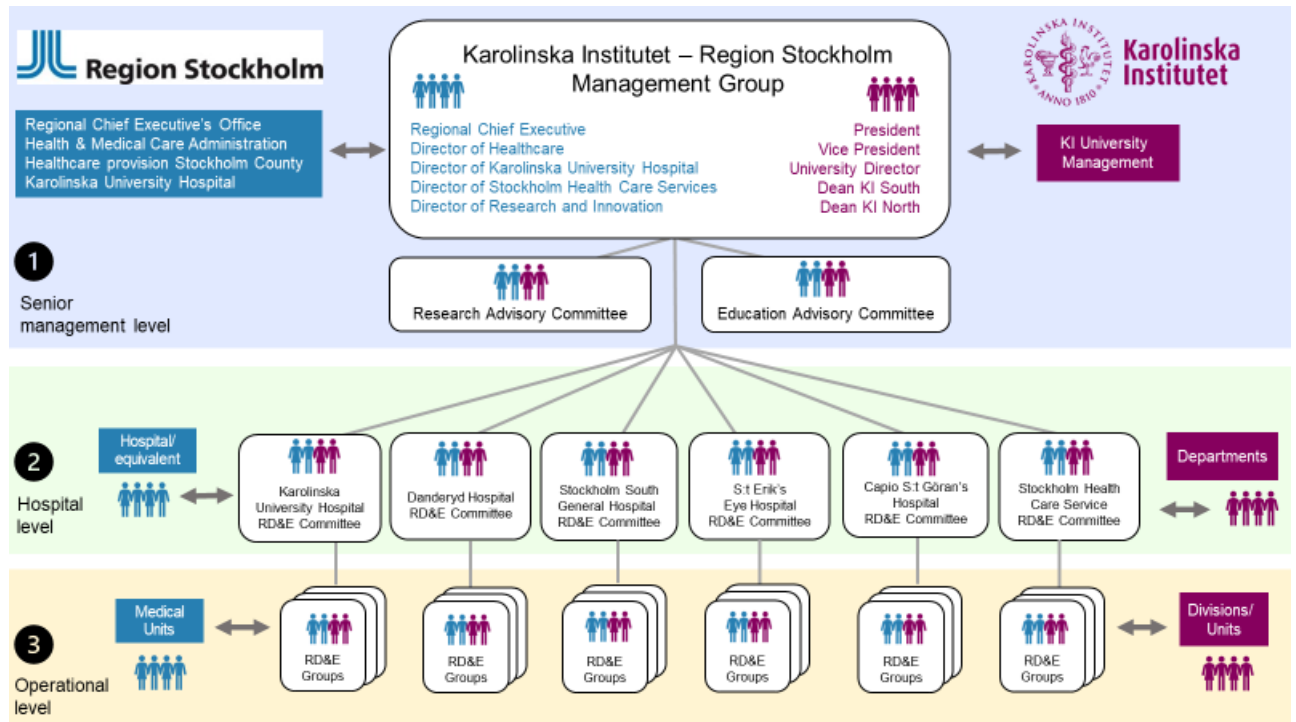 Region Stockholm
Karolinska Institutet – Region Stockholm
Management Group
KAROLINSKA INSTITUTET
ANNO 1810
Karolinska
Institutet
Regional Chief Executive's Office
Health & Medical Care Administration
Healthcare provision Stockholm County
Karolinska University Hospital
Regional Chief Executive
Director of Healthcare
Director of Karolinska University Hospital
Director of Stockholm Health Care Services
Director of Research and Innovation
President
Vice President
University Director
Dean KI South
Dean KI North
KI University
Management
1
Senior
management level
Research Advisory Committee
Education Advisory Committee
2
Hospital
level
Hospital/
equivalent
Karolinska
University Hospital
RD&E Committee
Danderyd Hospital
RD&E Committee
Stockholm South
General Hospital
RD&E Committee
S:t Erik's
Eye Hospital
RD&E Committee
Capio S:t Göran's
Hospital
RD&E Committee
Stockholm Health
Care Service
RD&E Committee
Departments
3
Operational
level
Medical
Units
RD&E
Groups
RD&E
Groups
RD&E
Groups
RD&E
Groups
RD&E
Groups
RD&E
Groups
Divisions/
Units